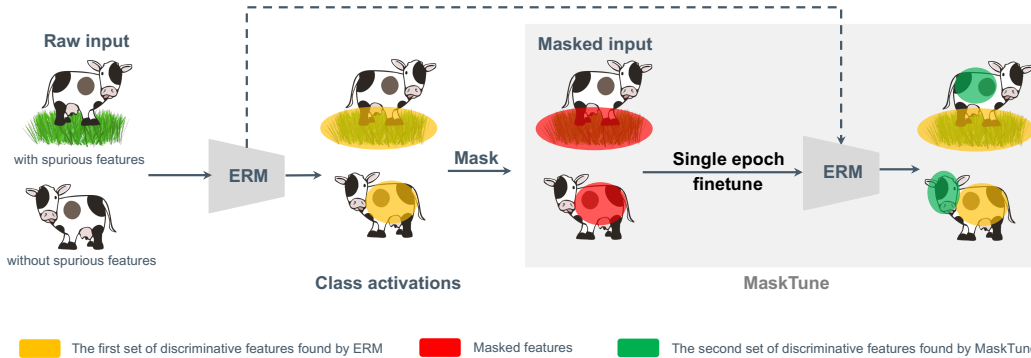 Raw input
Masked input
with spurious features
ERM
Mask
Single epoch
finetune
ERM
without spurious features
Class activations
MaskTune
The first set of discriminative features found by ERM
Masked features
The second set of discriminative features found by MaskTune